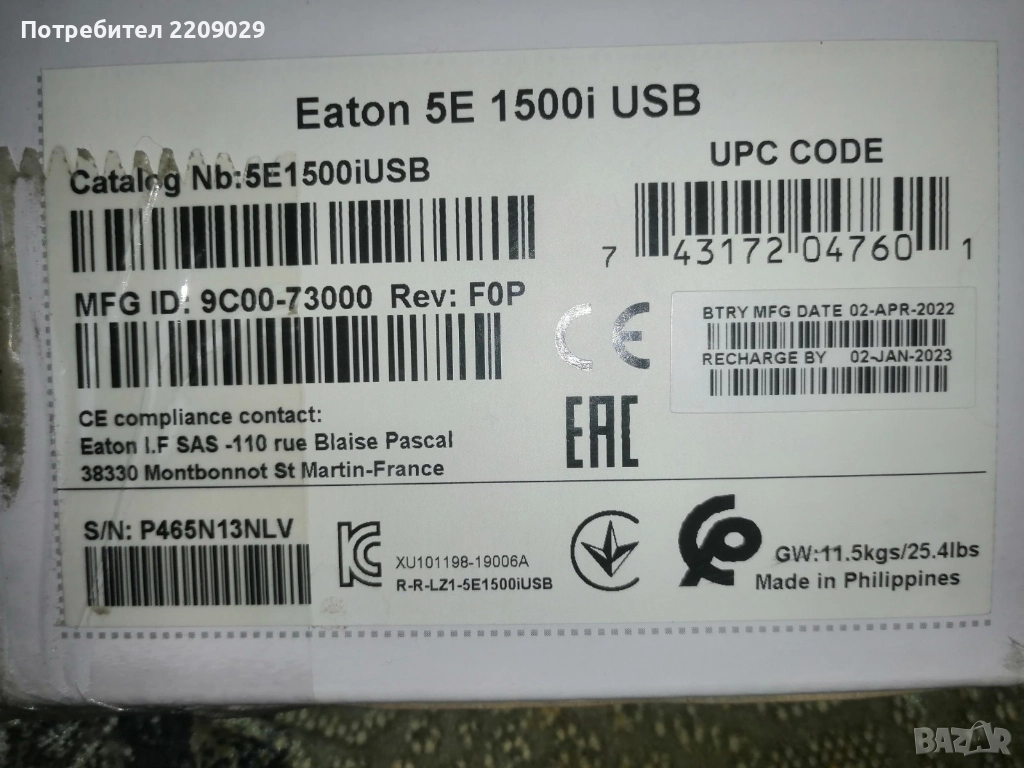 Потребител 2209029
Eaton 5E 1500i USB
Catalog Nb:5E1500iUSB
UPC CODE
7 43172 04760 1
MFG ID: 9C00-73000 Rev: F0P
CE
BTRY MFG DATE 02-APR-2022
RECHARGE BY 02-JAN-2023
CE compliance contact:
Eaton I.F SAS -110 rue Blaise Pascal
38330 Montbonnot St Martin-France
EAC
S/N: P465N13NLV
XU101198-19006A
R-R-LZ1-5E1500iUSB
GW:11.5kgs/25.4lbs
Made in Philippines
BAZAR